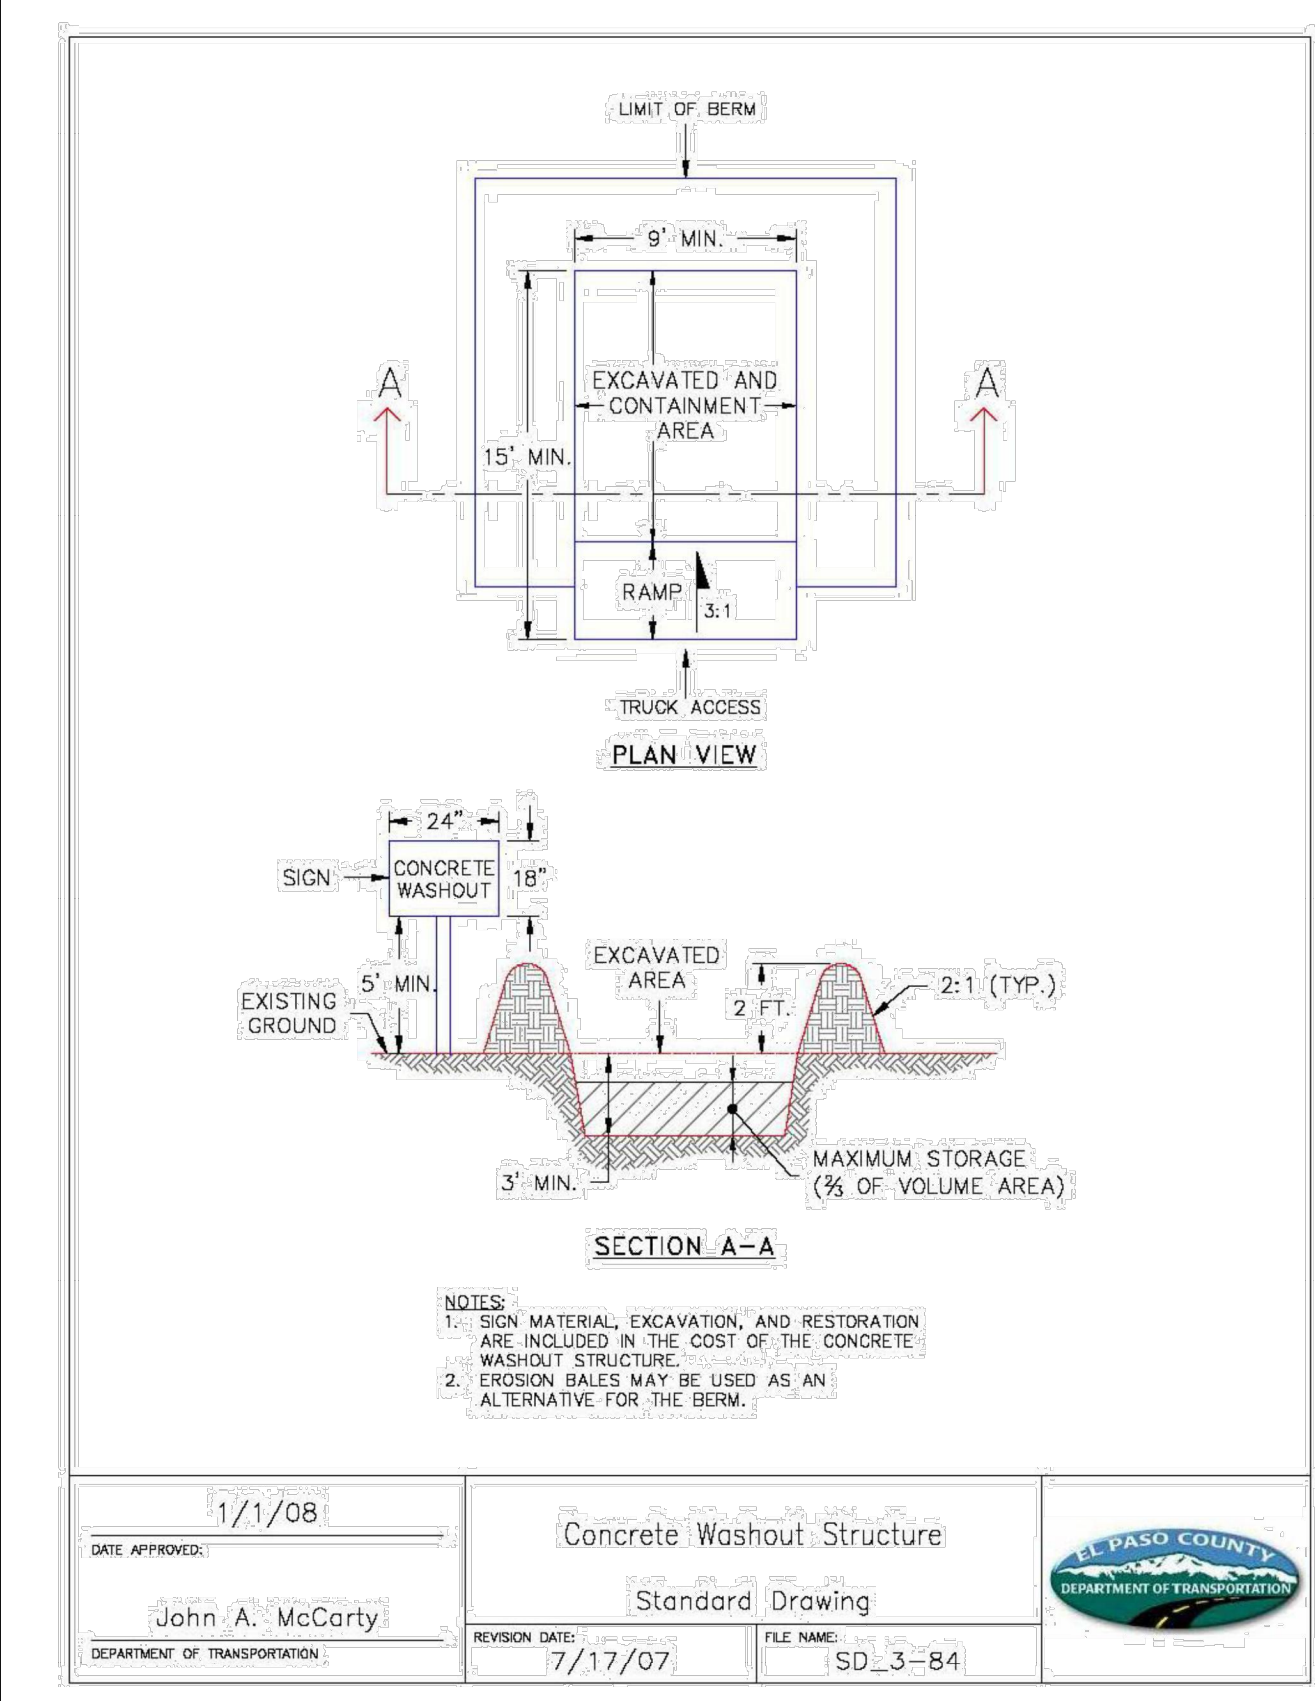 LIMIT OF BERM
9' MIN.
A
A
EXCAVATED AND
CONTAINMENT
AREA
15' MIN.
RAMP
3:1
TRUCK ACCESS
PLAN VIEW
24"
SIGN
CONCRETE
WASHOUT
18"
5' MIN.
EXISTING
GROUND
EXCAVATED
AREA
2 FT.
2:1 (TYP.)
3' MIN.
MAXIMUM STORAGE
(⅔ OF VOLUME AREA)
SECTION A-A
NOTES:
1. SIGN MATERIAL, EXCAVATION, AND RESTORATION
ARE INCLUDED IN THE COST OF THE CONCRETE
WASHOUT STRUCTURE.
2. EROSION BALES MAY BE USED AS AN
ALTERNATIVE FOR THE BERM.
1/1/08
DATE APPROVED:
John A. McCarty
DEPARTMENT OF TRANSPORTATION
Concrete Washout Structure
Standard Drawing
REVISION DATE:
7/17/07
FILE NAME:
SD_3-84
EL PASO COUNTY
DEPARTMENT OF TRANSPORTATION